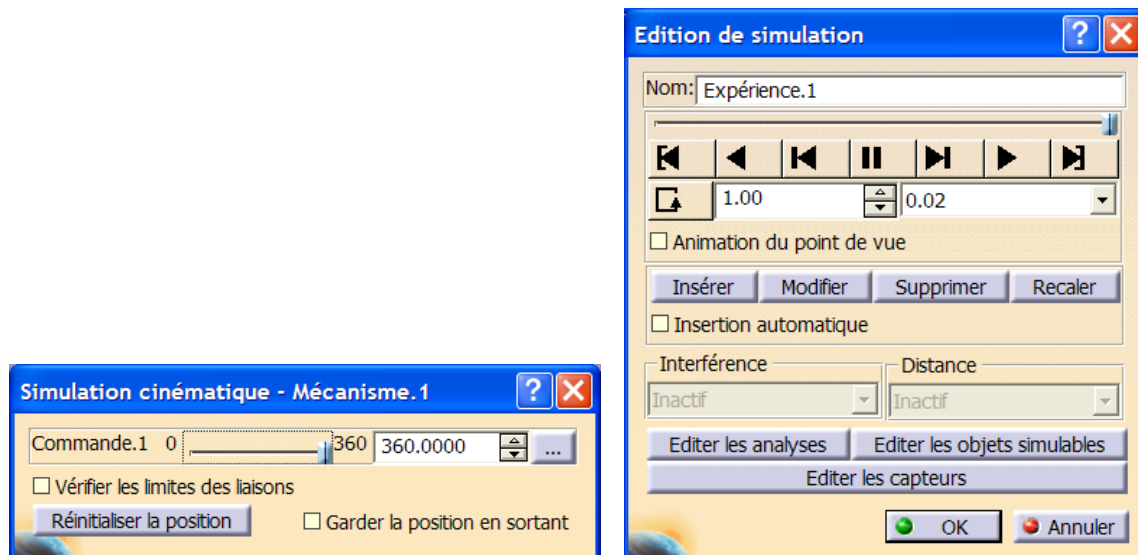 Simulation cinématique - Mécanisme.1
Commande.1 0 360 360.0000 ...
Vérifier les limites des liaisons
Réinitialiser la position Garder la position en sortant
Edition de simulation
Nom: Expérience.1
1.00 0.02
Animation du point de vue
Insérer Modifier Supprimer Recaler
Insertion automatique
Interférence Distance
Inactif Inactif
Editer les analyses Editer les objets simulables
Editer les capteurs
OK Annuler